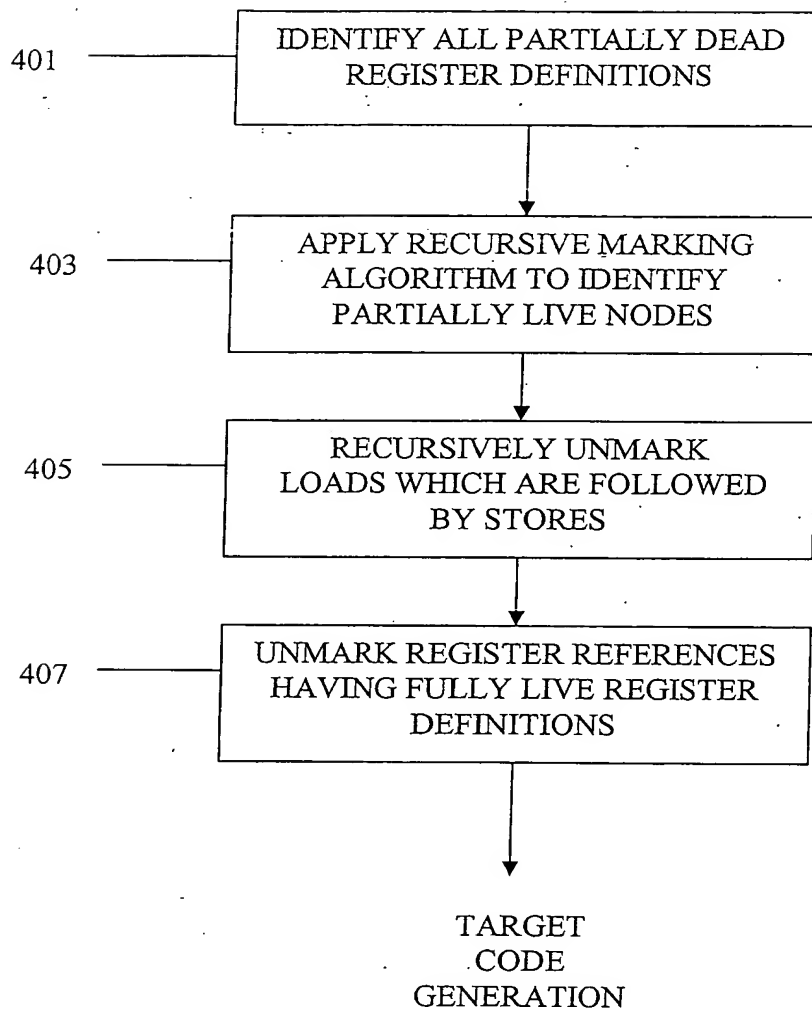 401
IDENTIFY ALL PARTIALLY DEAD
REGISTER DEFINITIONS
403
APPLY RECURSIVE MARKING
ALGORITHM TO IDENTIFY
PARTIALLY LIVE NODES
405
RECURSIVELY UNMARK
LOADS WHICH ARE FOLLOWED
BY STORES
407
UNMARK REGISTER REFERENCES
HAVING FULLY LIVE REGISTER
DEFINITIONS
TARGET
CODE
GENERATION